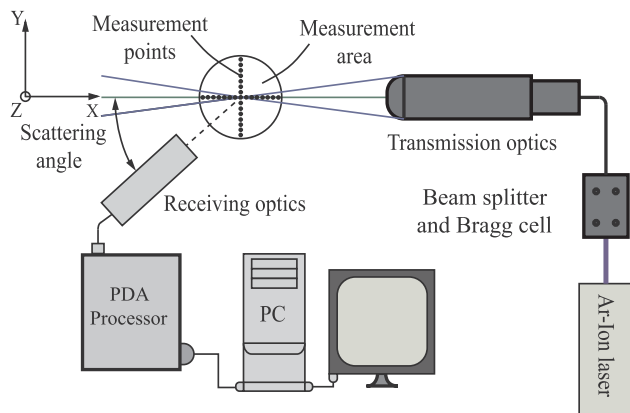 Y
Measurement
points
Measurement
area
Z
X
Scattering
angle
Transmission optics
Receiving optics
Beam splitter
and Bragg cell
PDA
Processor
PC
Ar-Ion laser